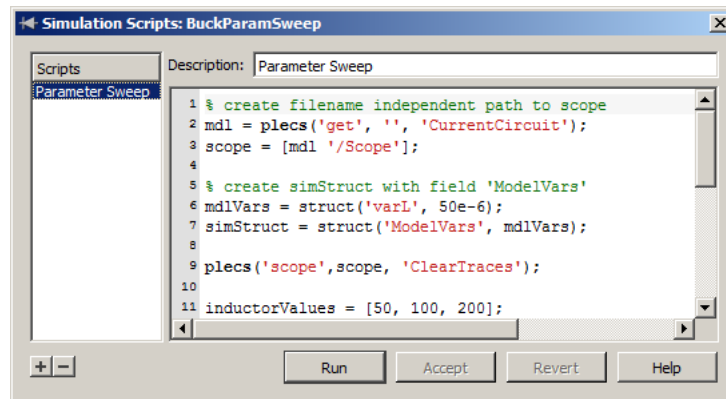 Simulation Scripts: BuckParamSweep
Scripts
Parameter Sweep
Description: Parameter Sweep
1 % create filename independent path to scope
2 mdl = plecs('get', '', 'CurrentCircuit');
3 scope = [mdl '/Scope'];
4
5 % create simStruct with field 'ModelVars'
6 mdlVars = struct('varL', 50e-6);
7 simStruct = struct('ModelVars', mdlVars);
8
9 plecs('scope',scope, 'ClearTraces');
10
11 inductorValues = [50, 100, 200];
Run Accept Revert Help